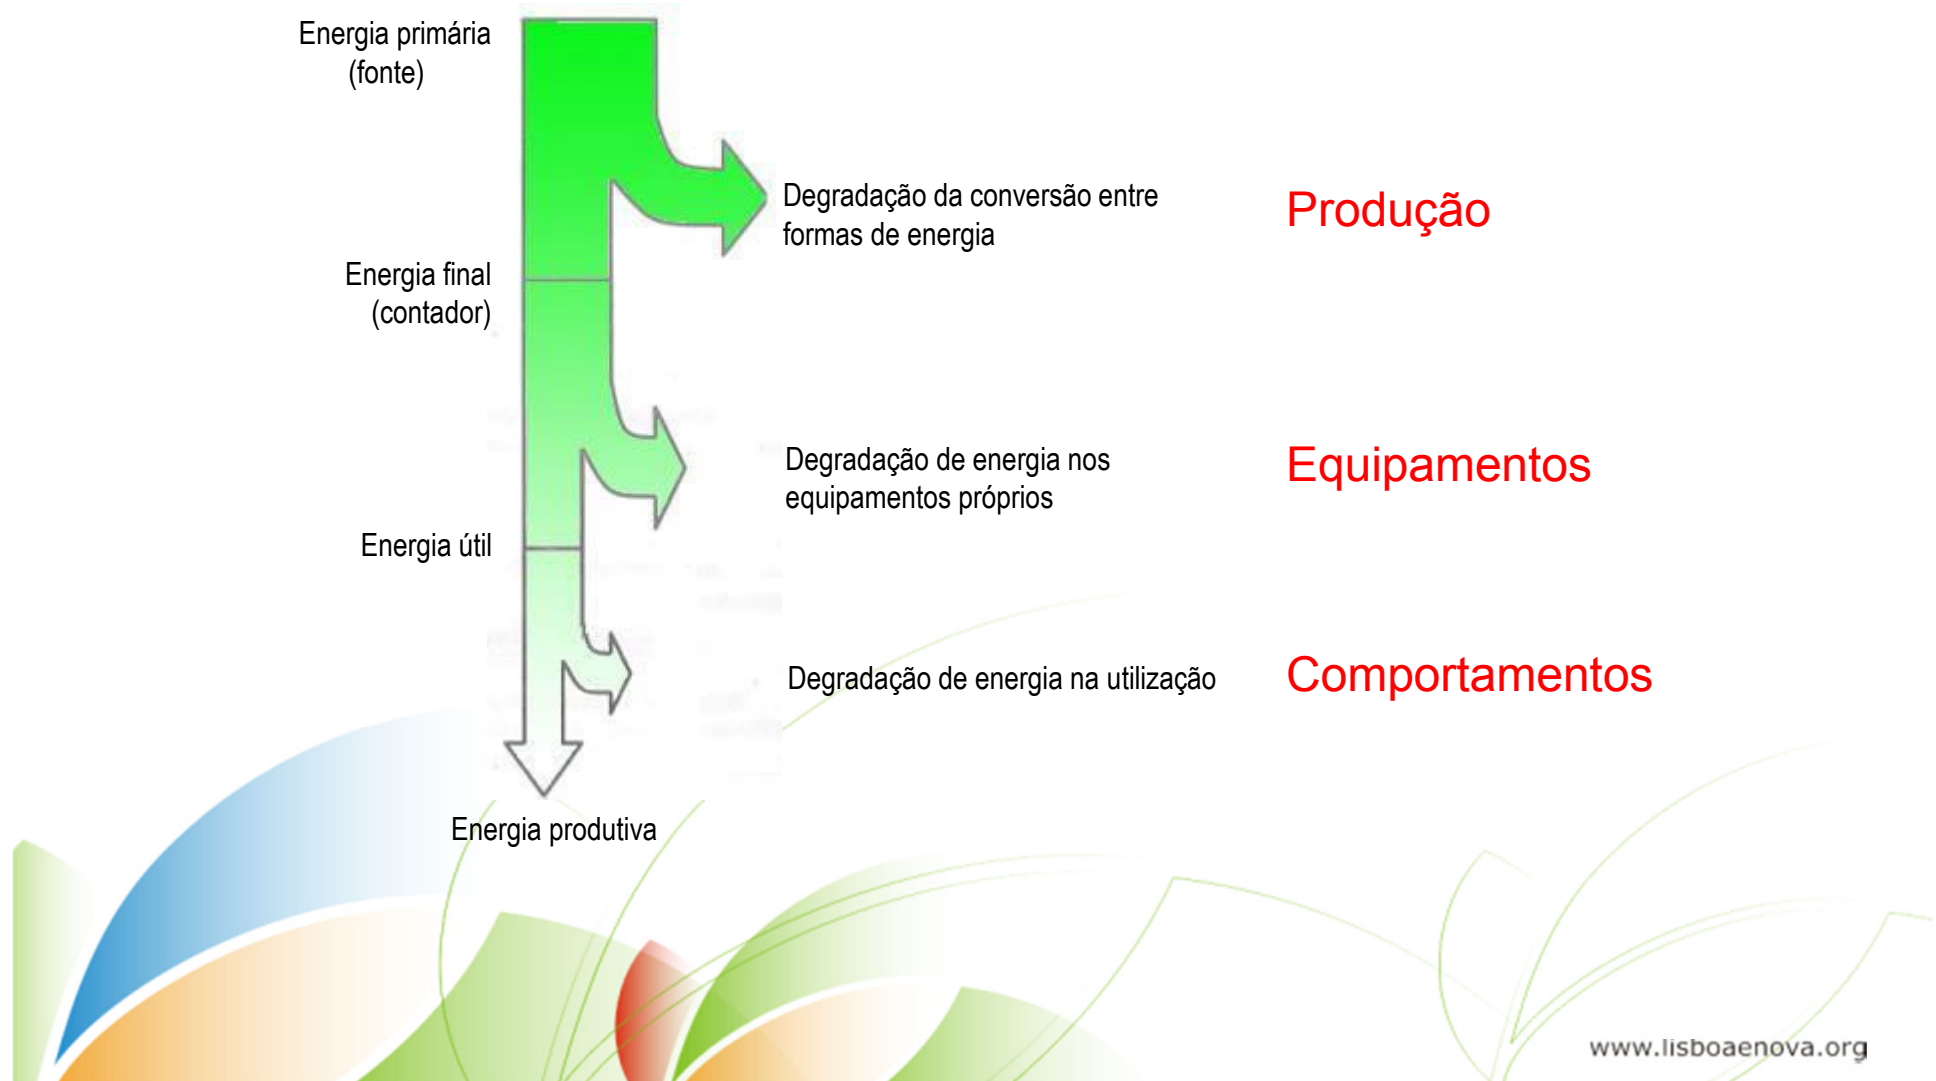 Energia primária
(fonte)
Degradação da conversão entre
formas de energia
Produção
Energia final
(contador)
Degradação de energia nos
equipamentos próprios
Equipamentos
Energia útil
Degradação de energia na utilização
Comportamentos
Energia produtiva
www.lisboaenova.org